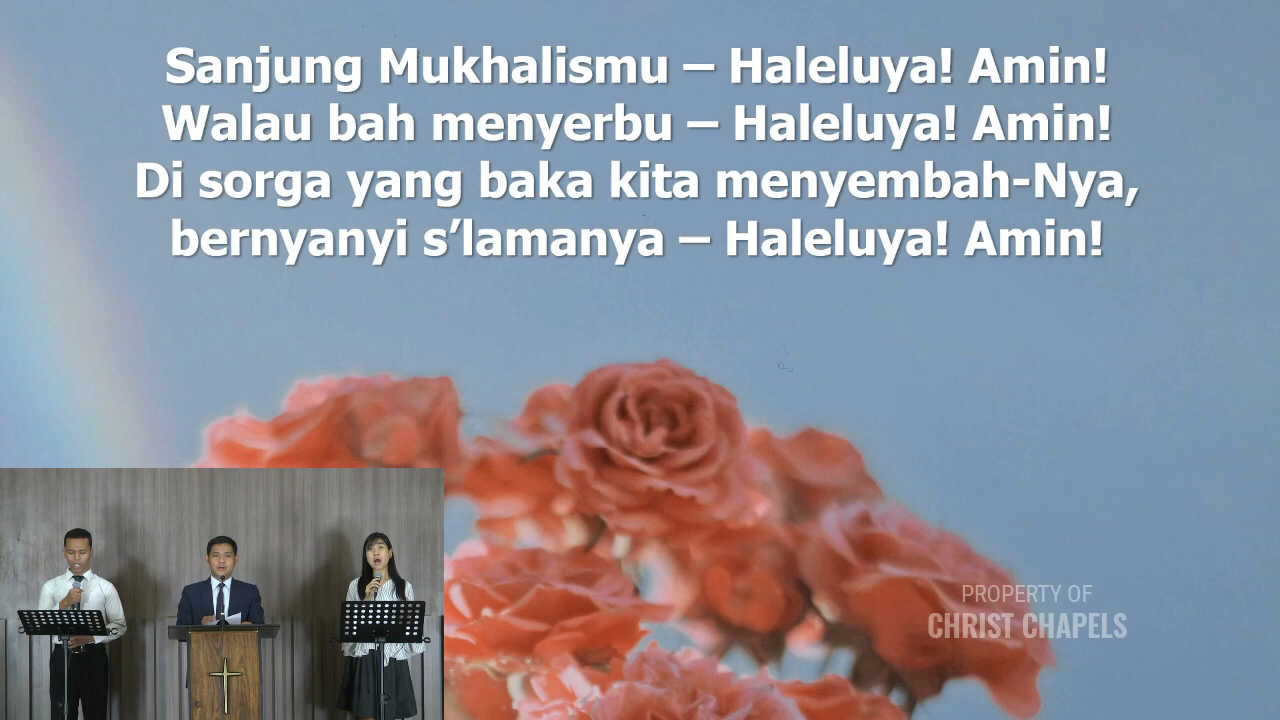 Sanjung Mukhalismu – Haleluya! Amin!
Walau bah menyerbu – Haleluya! Amin!
Di sorga yang baka kita menyembah-Nya,
bernyanyi s’lamanya – Haleluya! Amin!
PROPERTY OF
CHRIST CHAPELS